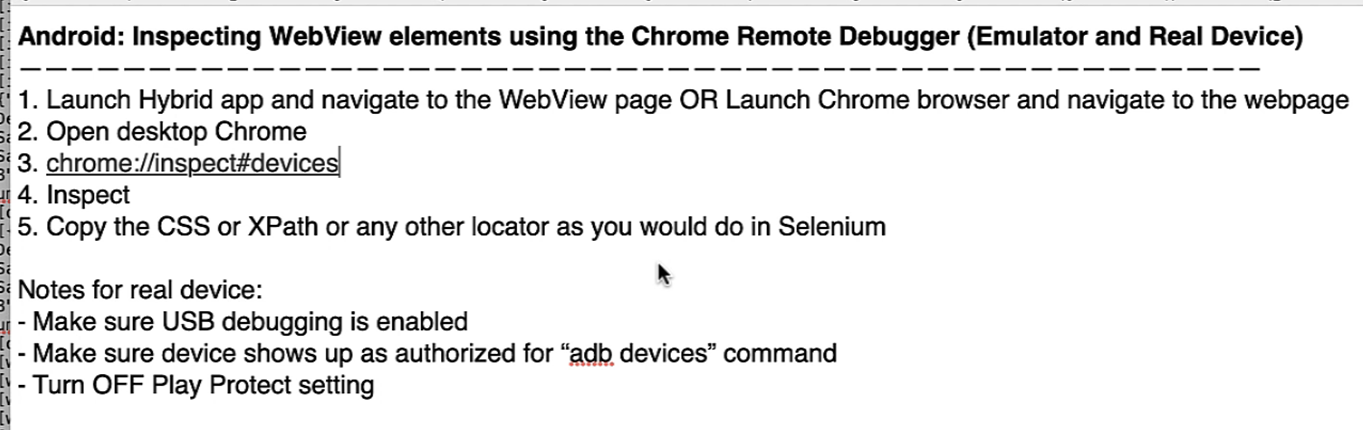 Android: Inspecting WebView elements using the Chrome Remote Debugger (Emulator and Real Device)
————————————————————————————————————————————————
1. Launch Hybrid app and navigate to the WebView page OR Launch Chrome browser and navigate to the webpage
2. Open desktop Chrome
3. chrome://inspect#devices
4. Inspect
5. Copy the CSS or XPath or any other locator as you would do in Selenium
Notes for real device:
- Make sure USB debugging is enabled
- Make sure device shows up as authorized for “adb devices” command
- Turn OFF Play Protect setting